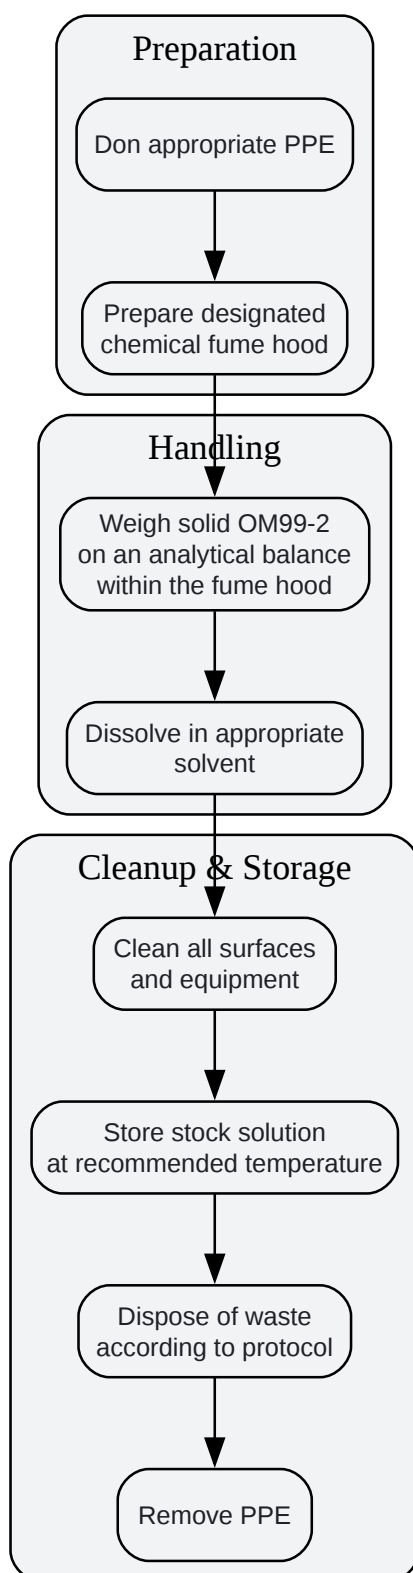 Preparation
Don appropriate PPE
Prepare designated
chemical fume hood
Handling
Weigh solid OM99-2
on an analytical balance
within the fume hood
Dissolve in appropriate
solvent
Cleanup & Storage
Clean all surfaces
and equipment
Store stock solution
at recommended temperature
Dispose of waste
according to protocol
Remove PPE